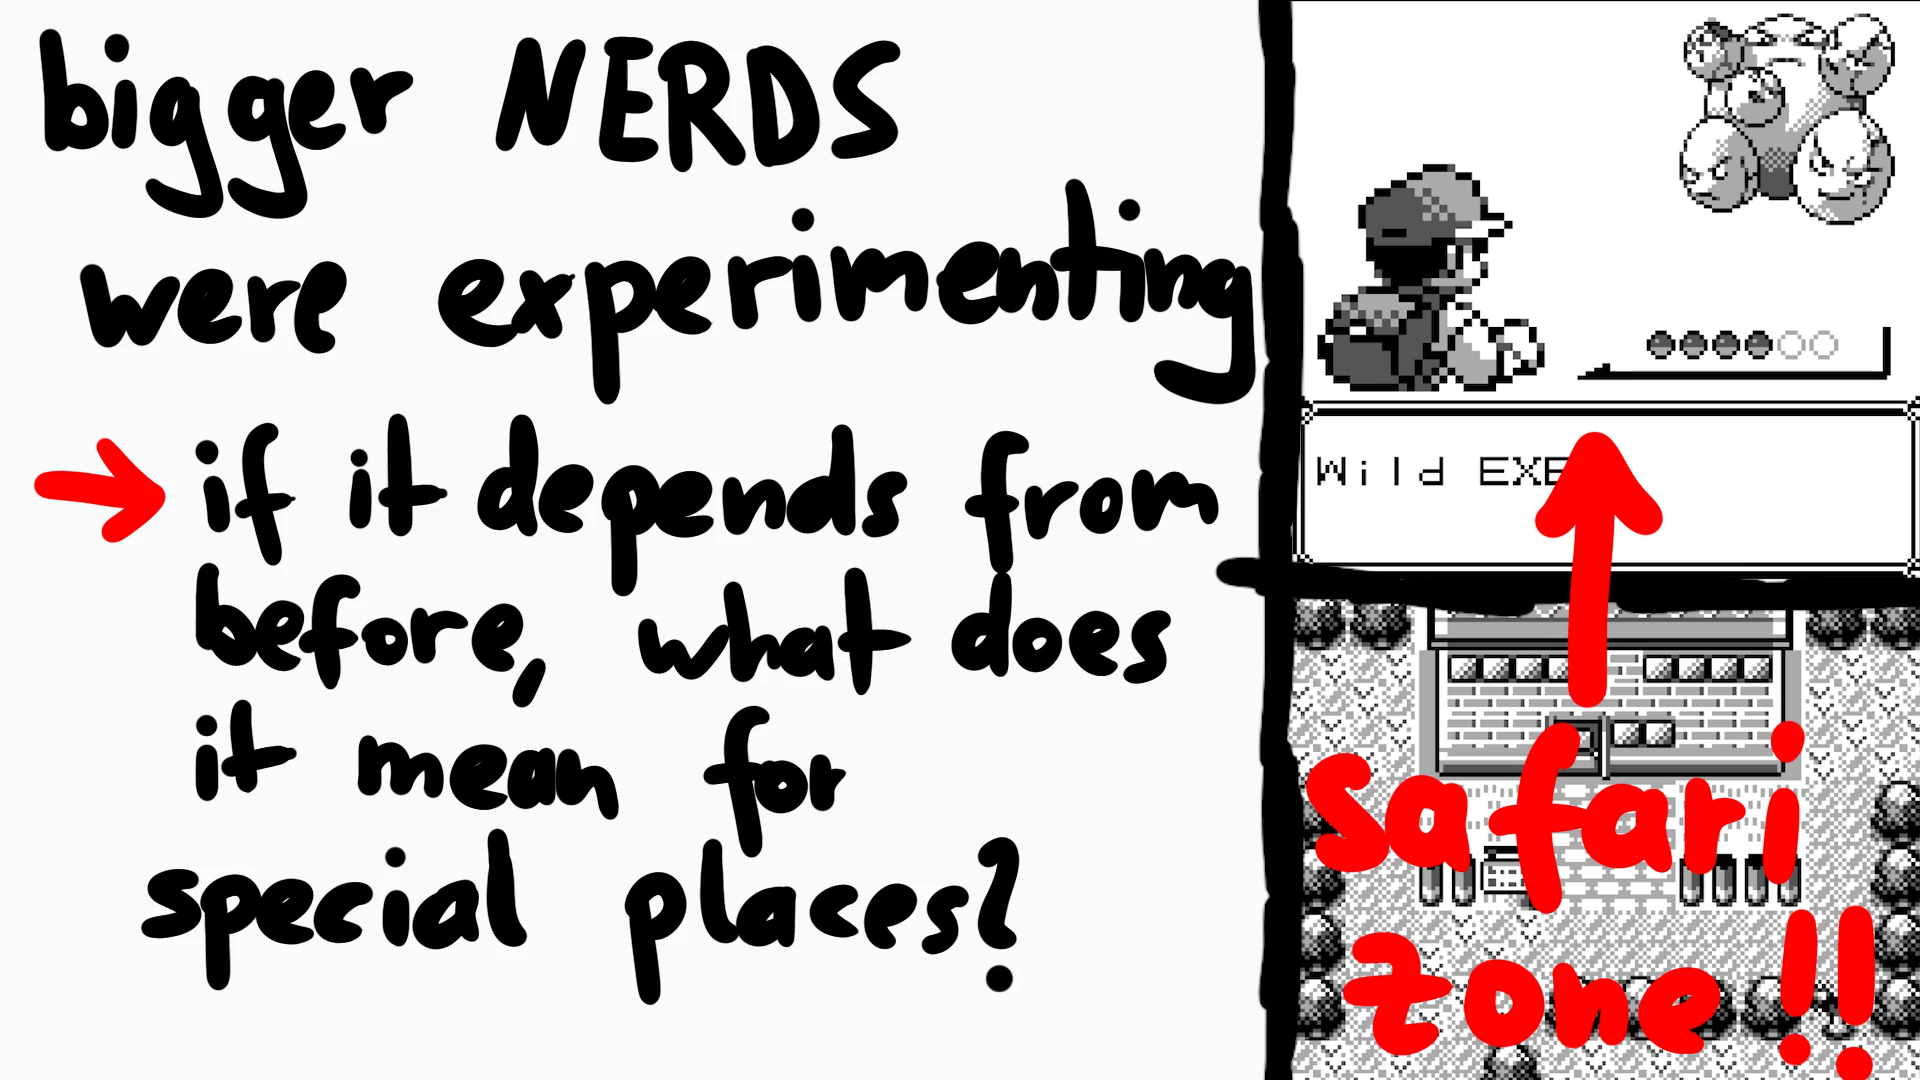 bigger NERDS
were experimenting
if it depends from
before, what does
it mean for
special places?
Wild EXE
safari
zone!!